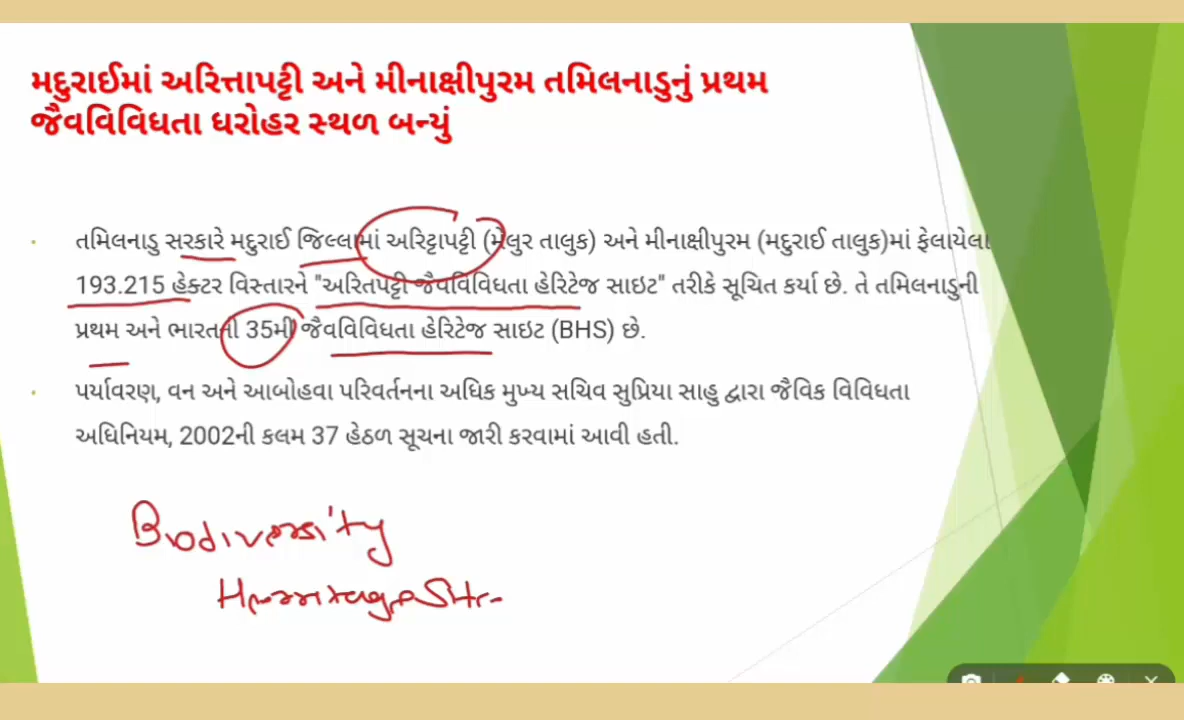 મદુરાઈમાં અરિત્તાપટ્ટી અને મીનાક્ષીપુરમ તમિલનાડુનું પ્રથમ
જૈવવિવિધતા ધરોહર સ્થળ બન્યું
તમિલનાડુ સરકારે મદુરાઈ જિલ્લામાં અરિટ્ટાપટ્ટી (મેલુર તાલુક) અને મીનાક્ષીપુરમ (મદુરાઈ તાલુક)માં ફેલાયેલા
193.215 હેક્ટર વિસ્તારને "અરિતપટ્ટી જૈવવિવિધતા હેરિટેજ સાઇટ" તરીકે સૂચિત કર્યા છે. તે તમિલનાડુની
પ્રથમ અને ભારતની 35મી જૈવવિવિધતા હેરિટેજ સાઇટ (BHS) છે.
પર્યાવરણ, વન અને આબોહવા પરિવર્તનના અધિક મુખ્ય સચિવ સુપ્રિયા સાહુ દ્વારા જૈવિક વિવિધતા
અધિનિયમ, 2002ની કલમ 37 હેઠળ સૂચના જારી કરવામાં આવી હતી.
Biodiversity